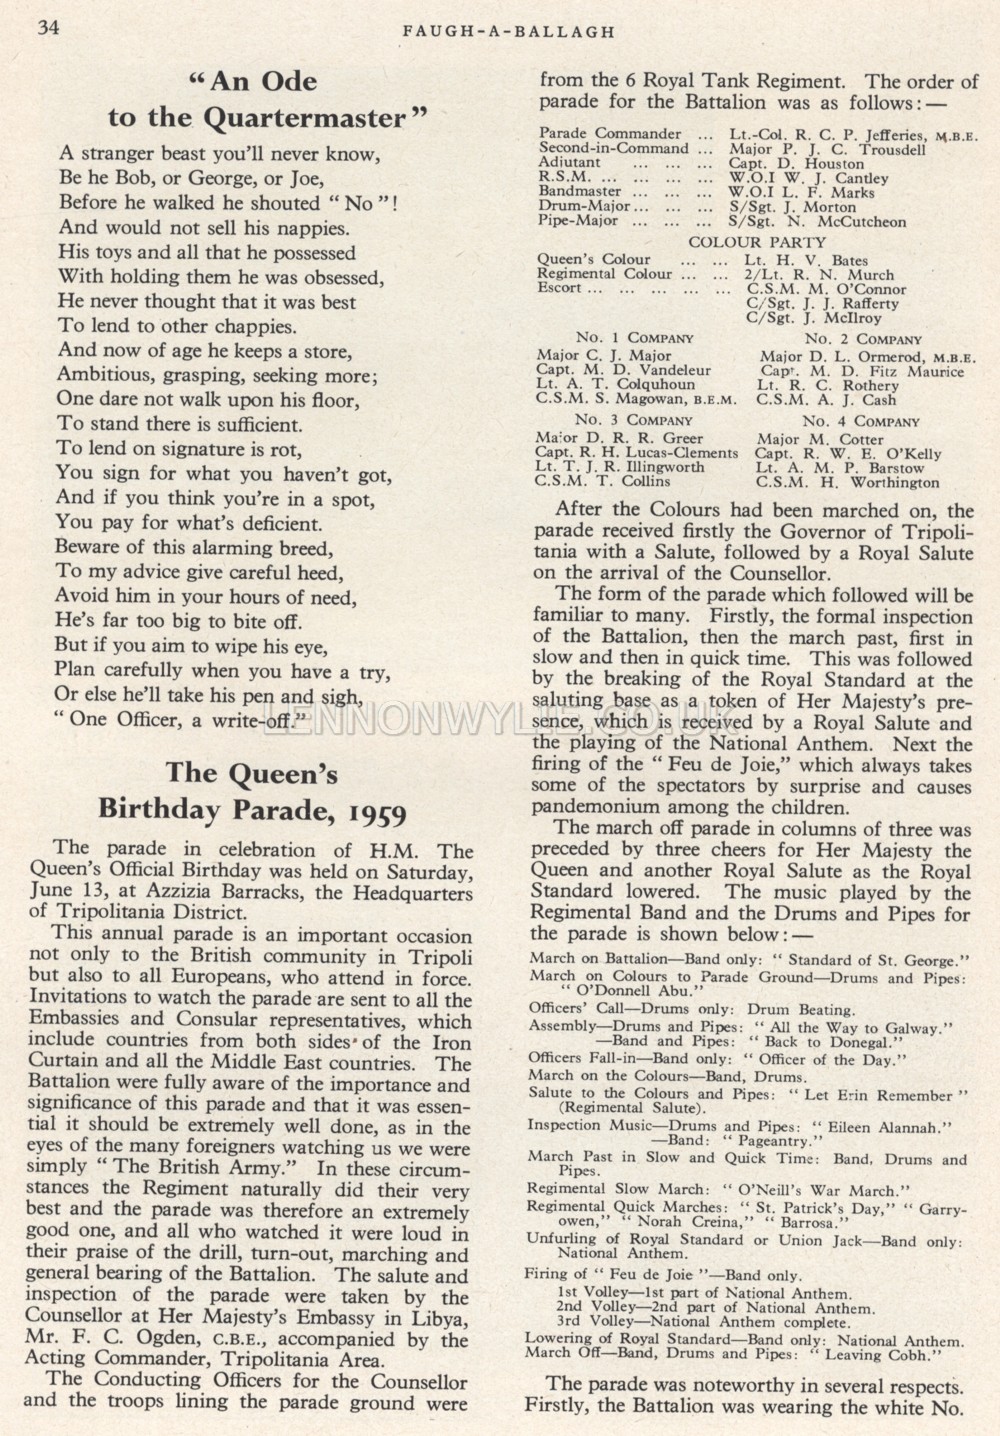 34
FAUGH-A-BALLAGH
“An Ode
to the Quartermaster”
A stranger beast you'll never know,
Be he Bob, or George, or Joe,
Before he walked he shouted “ No ”!
And would not sell his nappies.
His toys and all that he possessed
With holding them he was obsessed,
He never thought that it was best
To lend to other chappies.
And now of age he keeps a store,
Ambitious, grasping, seeking more;
One dare not walk upon his floor,
To stand there is sufficient.
To lend on signature is rot,
You sign for what you haven't got,
And if you think you're in a spot,
You pay for what's deficient.
Beware of this alarming breed,
To my advice give careful heed,
Avoid him in your hours of need,
He's far too big to bite off.
But if you aim to wipe his eye,
Plan carefully when you have a try,
Or else he'll take his pen and sigh,
“ One Officer, a write-off.”
The Queen's
Birthday Parade, 1959
The parade in celebration of H.M. The
Queen's Official Birthday was held on Saturday,
June 13, at Azzizia Barracks, the Headquarters
of Tripolitania District.
This annual parade is an important occasion
not only to the British community in Tripoli
but also to all Europeans, who attend in force.
Invitations to watch the parade are sent to all the
Embassies and Consular representatives, which
include countries from both sides of the Iron
Curtain and all the Middle East countries. The
Battalion were fully aware of the importance and
significance of this parade and that it was essen-
tial it should be extremely well done, as in the
eyes of the many foreigners watching us we were
simply “ The British Army.” In these circum-
stances the Regiment naturally did their very
best and the parade was therefore an extremely
good one, and all who watched it were loud in
their praise of the drill, turn-out, marching and
general bearing of the Battalion. The salute and
inspection of the parade were taken by the
Counsellor at Her Majesty's Embassy in Libya,
Mr. F. C. Ogden, C.B.E., accompanied by the
Acting Commander, Tripolitania Area.
The Conducting Officers for the Counsellor
and the troops lining the parade ground were
from the 6 Royal Tank Regiment. The order of
parade for the Battalion was as follows:—
Parade Commander ... Lt.-Col. R. C. P. Jefferies, M.B.E.
Second-in-Command ... Major P. J. C. Trousdell
Adjutant ... ... ... Capt. D. Houston
R.S.M. ... ... ... ... W.O.I W. J. Cantley
Bandmaster ... ... ... W.O.I L. F. Marks
Drum-Major ... ... ... S/Sgt. J. Morton
Pipe-Major ... ... ... S/Sgt. N. McCutcheon
COLOUR PARTY
Queen's Colour ... ... Lt. H. V. Bates
Regimental Colour ... ... 2/Lt. R. N. Murch
Escort ... ... ... ... ... ... C.S.M. M. O'Connor
C/Sgt. J. J. Rafferty
C/Sgt. J. McIlroy
No. 1 COMPANY No. 2 COMPANY
Major C. J. Major Major D. L. Ormerod, M.B.E.
Capt. M. D. Vandeleur Capt. M. D. Fitz Maurice
Lt. A. T. Colquhoun Lt. R. C. Rothery
C.S.M. S. Magowan, B.E.M. C.S.M. A. J. Cash
No. 3 COMPANY No. 4 COMPANY
Major D. R. R. Greer Major M. Cotter
Capt. R. H. Lucas-Clements Capt. R. W. E. O'Kelly
Lt. T. J. R. Illingworth Lt. A. M. P. Barstow
C.S.M. T. Collins C.S.M. H. Worthington
After the Colours had been marched on, the
parade received firstly the Governor of Tripoli-
tania with a Salute, followed by a Royal Salute
on the arrival of the Counsellor.
The form of the parade which followed will be
familiar to many. Firstly, the formal inspection
of the Battalion, then the march past, first in
slow and then in quick time. This was followed
by the breaking of the Royal Standard at the
saluting base as a token of Her Majesty's pre-
sence, which is received by a Royal Salute and
the playing of the National Anthem. Next the
firing of the “ Feu de Joie,” which always takes
some of the spectators by surprise and causes
pandemonium among the children.
The march off parade in columns of three was
preceded by three cheers for Her Majesty the
Queen and another Royal Salute as the Royal
Standard lowered. The music played by the
Regimental Band and the Drums and Pipes for
the parade is shown below:—
March on Battalion—Band only: “ Standard of St. George.”
March on Colours to Parade Ground—Drums and Pipes:
“ O'Donnell Abu.”
Officers' Call—Drums only: Drum Beating.
Assembly—Drums and Pipes: “ All the Way to Galway.”
—Band and Pipes: “ Back to Donegal.”
Officers Fall-in—Band only: “ Officer of the Day.”
March on the Colours—Band, Drums.
Salute to the Colours and Pipes: “ Let Erin Remember ”
(Regimental Salute).
Inspection Music—Drums and Pipes: “ Eileen Alannah.”
—Band: “ Pageantry.”
March Past in Slow and Quick Time: Band, Drums and
Pipes.
Regimental Slow March: “ O'Neill's War March.”
Regimental Quick Marches: “ St. Patrick's Day,” “ Garry-
owen,” “ Norah Creina,” “ Barrosa.”
Unfurling of Royal Standard or Union Jack—Band only:
National Anthem.
Firing of “ Feu de Joie ”—Band only.
1st Volley—1st part of National Anthem.
2nd Volley—2nd part of National Anthem.
3rd Volley—National Anthem complete.
Lowering of Royal Standard—Band only: National Anthem.
March Off—Band, Drums and Pipes: “ Leaving Cobh.”
The parade was noteworthy in several respects.
Firstly, the Battalion was wearing the white No.
LENNONWYLIE.CO.UK